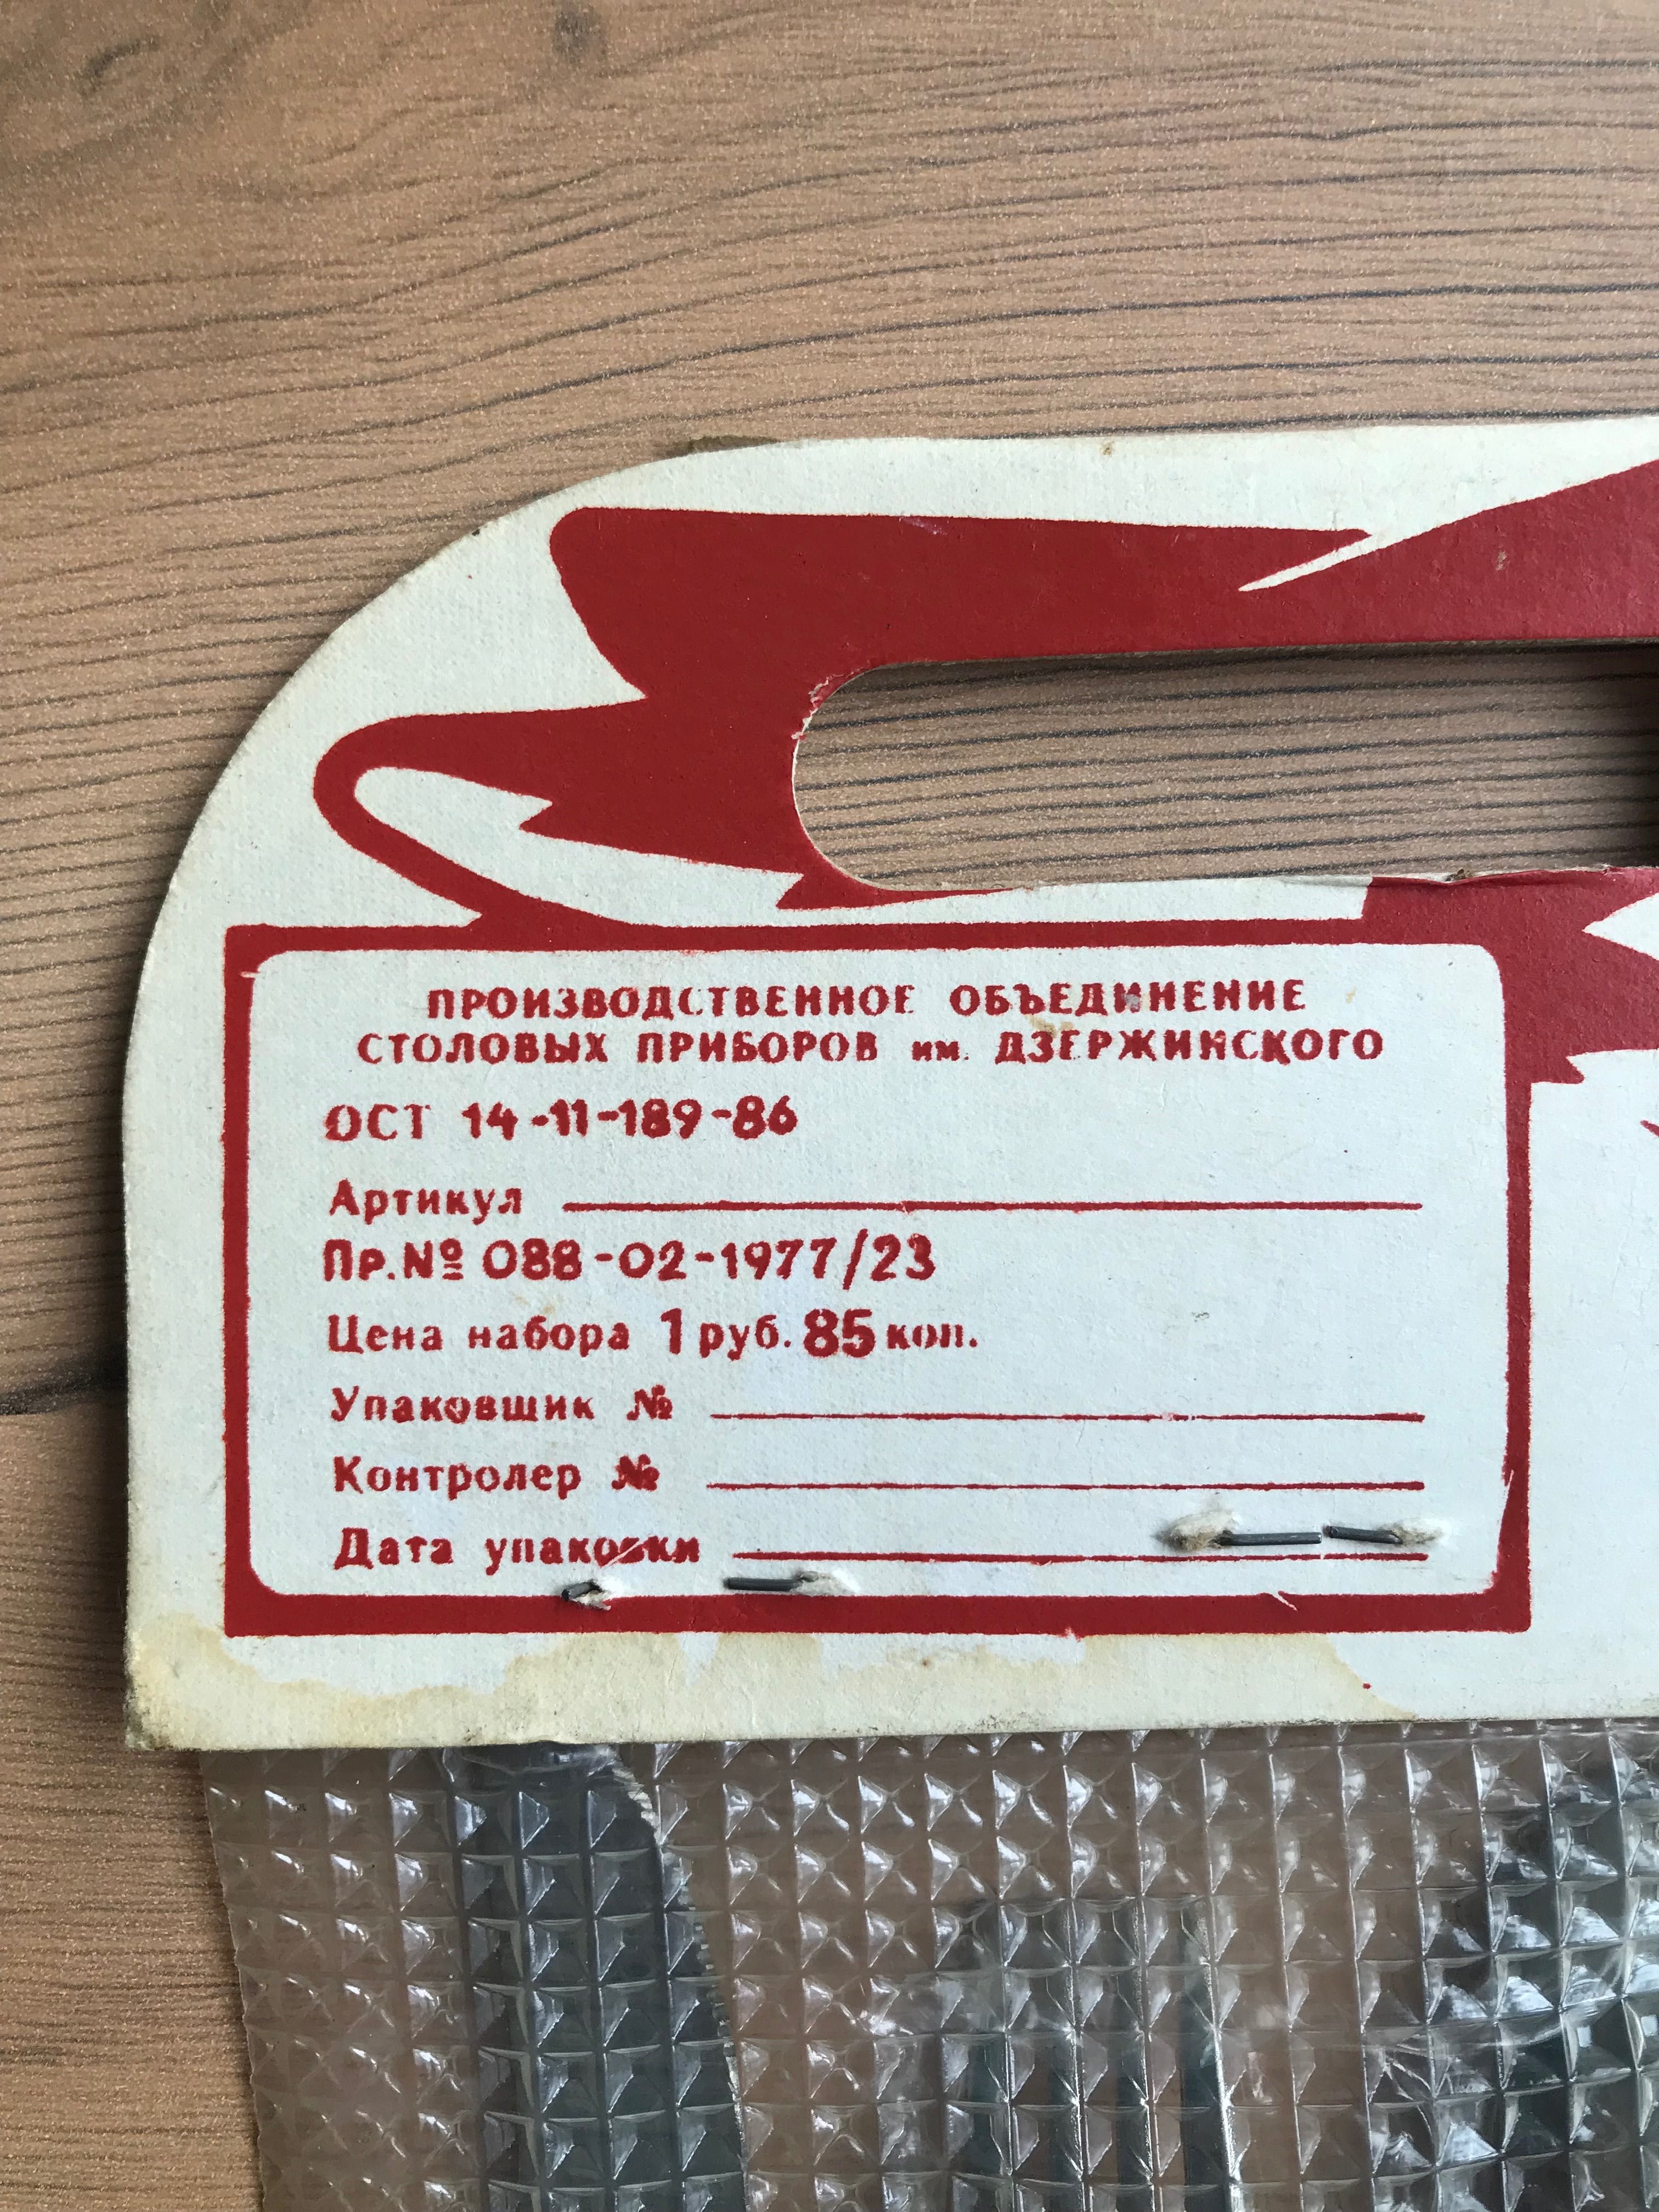 ПРОИЗВОДСТВЕННОЕ ОБЪЕДИНЕНИЕ
СТОЛОВЫХ ПРИБОРОВ им. ДЗЕРЖИНСКОГО
ОСТ 14-11-189-86
Артикул
Пр.№ 088-02-1977/23
Цена набора 1 руб. 85 коп.
Упаковщик №
Контролер №
Дата упаковки